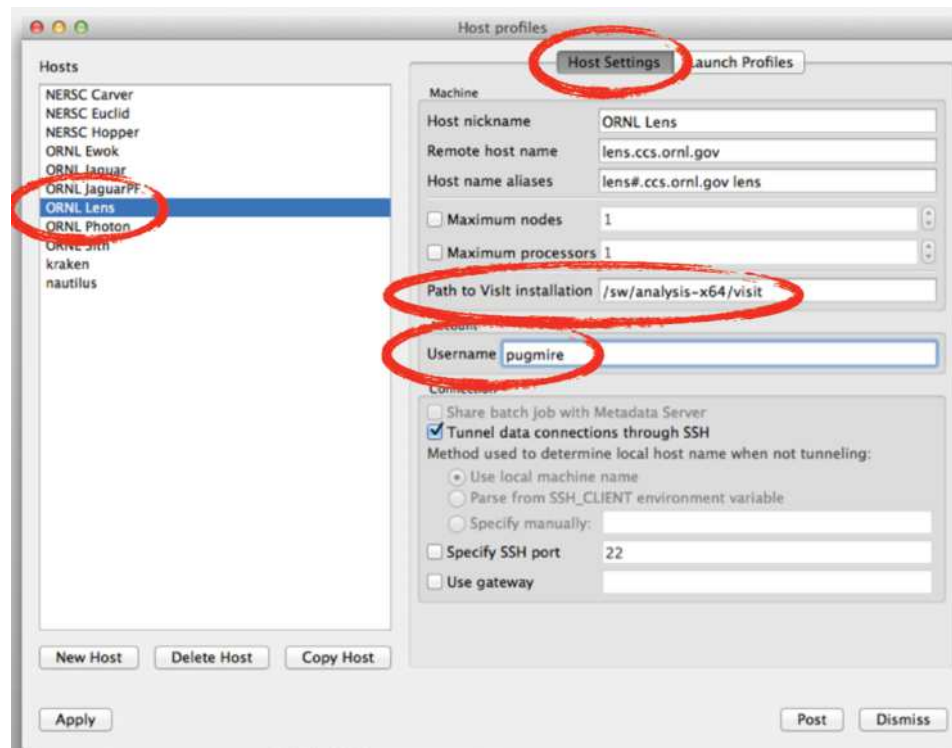 Host profiles
Hosts
NERSC Carver
NERSC Euclid
NERSC Hopper
ORNL Ewok
ORNL Jaguar
ORNL JaguarPF
ORNL Lens
ORNL Photon
ORNL Sith
kraken
nautilus
New Host Delete Host Copy Host
Host Settings Launch Profiles
Machine
Host nickname ORNL Lens
Remote host name lens.ccs.ornl.gov
Host name aliases lens#.ccs.ornl.gov lens
Maximum nodes 1
Maximum processors 1
Path to VisIt installation /sw/analysis-x64/visit
Account
Username pugmire
Connection
Share batch job with Metadata Server
Tunnel data connections through SSH
Method used to determine local host name when not tunneling:
Use local machine name
Parse from SSH_CLIENT environment variable
Specify manually:
Specify SSH port 22
Use gateway
Apply Post Dismiss